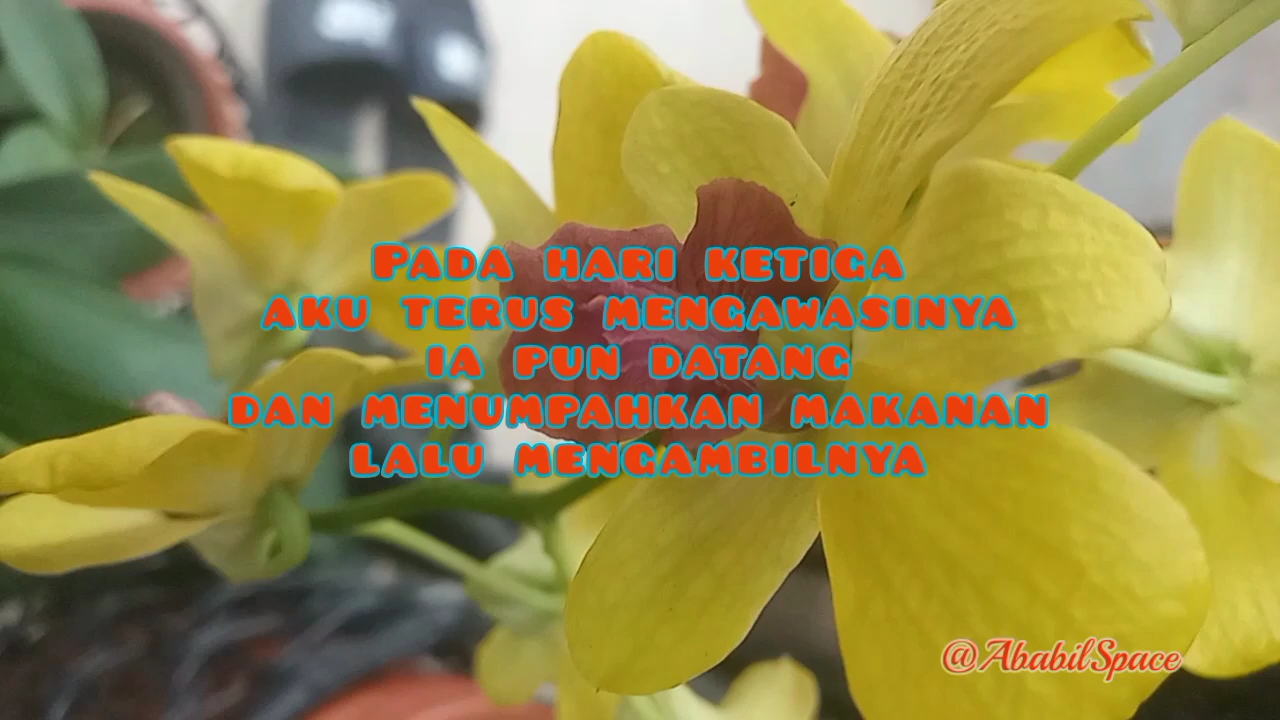 Pada hari ketiga
aku terus mengawasinya
ia pun datang
dan menumpahkan makanan
lalu mengambilnya
@AbabilSpace